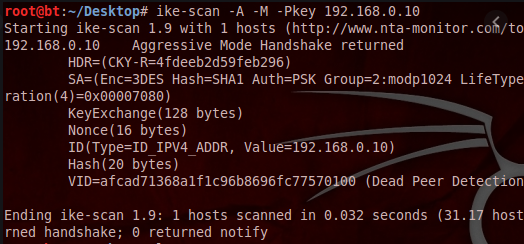 root@bt:~/Desktop# ike-scan -A -M -Pkey 192.168.0.10
Starting ike-scan 1.9 with 1 hosts (http://www.nta-monitor.com/to
192.168.0.10    Aggressive Mode Handshake returned
        HDR=(CKY-R=4fdeeb2d59feb296)
        SA=(Enc=3DES Hash=SHA1 Auth=PSK Group=2:modp1024 LifeType
ration(4)=0x00007080)
        KeyExchange(128 bytes)
        Nonce(16 bytes)
        ID(Type=ID_IPV4_ADDR, Value=192.168.0.10)
        Hash(20 bytes)
        VID=afcad71368a1f1c96b8696fc77570100 (Dead Peer Detection
Ending ike-scan 1.9: 1 hosts scanned in 0.032 seconds (31.17 host
rned handshake; 0 returned notify